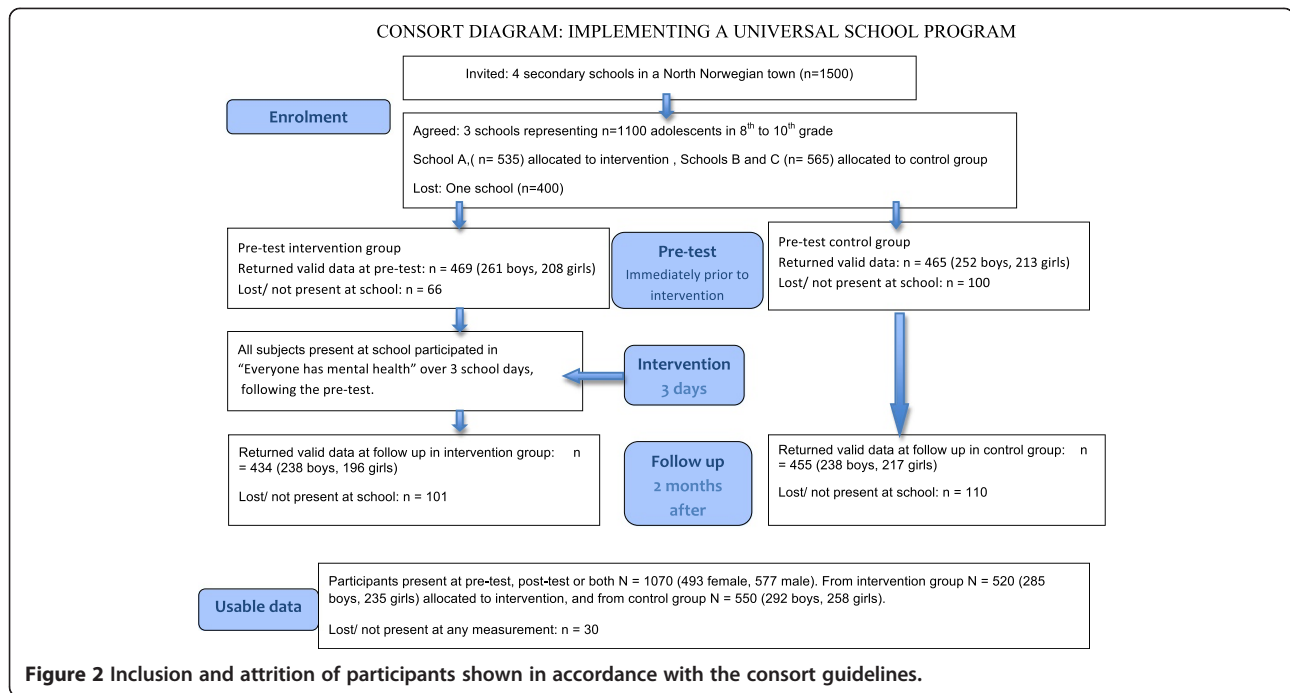 CONSORT DIAGRAM: IMPLEMENTING A UNIVERSAL SCHOOL PROGRAM
Invited: 4 secondary schools in a North Norwegian town (n=1500)
Enrolment
Agreed: 3 schools representing n=1100 adolescents in 8th to 10th grade
School A,( n= 535) allocated to intervention , Schools B and C (n= 565) allocated to control group
Lost: One school (n=400)
Pre-test intervention group
Returned valid data at pre-test: n = 469 (261 boys, 208 girls)
Lost/ not present at school: n = 66
Pre-test
Immediately prior to
intervention
Pre-test control group
Returned valid data: n = 465 (252 boys, 213 girls)
Lost/ not present at school: n = 100
All subjects present at school participated in
“Everyone has mental health” over 3 school days,
following the pre-test.
Intervention
3 days
Returned valid data at follow up in intervention group: n
= 434 (238 boys, 196 girls)
Lost/ not present at school: n = 101
Follow up
2 months
after
Returned valid data at follow up in control group: n
= 455 (238 boys, 217 girls)
Lost/ not present at school: n = 110
Usable data
Participants present at pre-test, post-test or both N = 1070 (493 female, 577 male). From intervention group N = 520 (285
boys, 235 girls) allocated to intervention, and from control group N = 550 (292 boys, 258 girls).
Lost/ not present at any measurement: n = 30
Figure 2 Inclusion and attrition of participants shown in accordance with the consort guidelines.